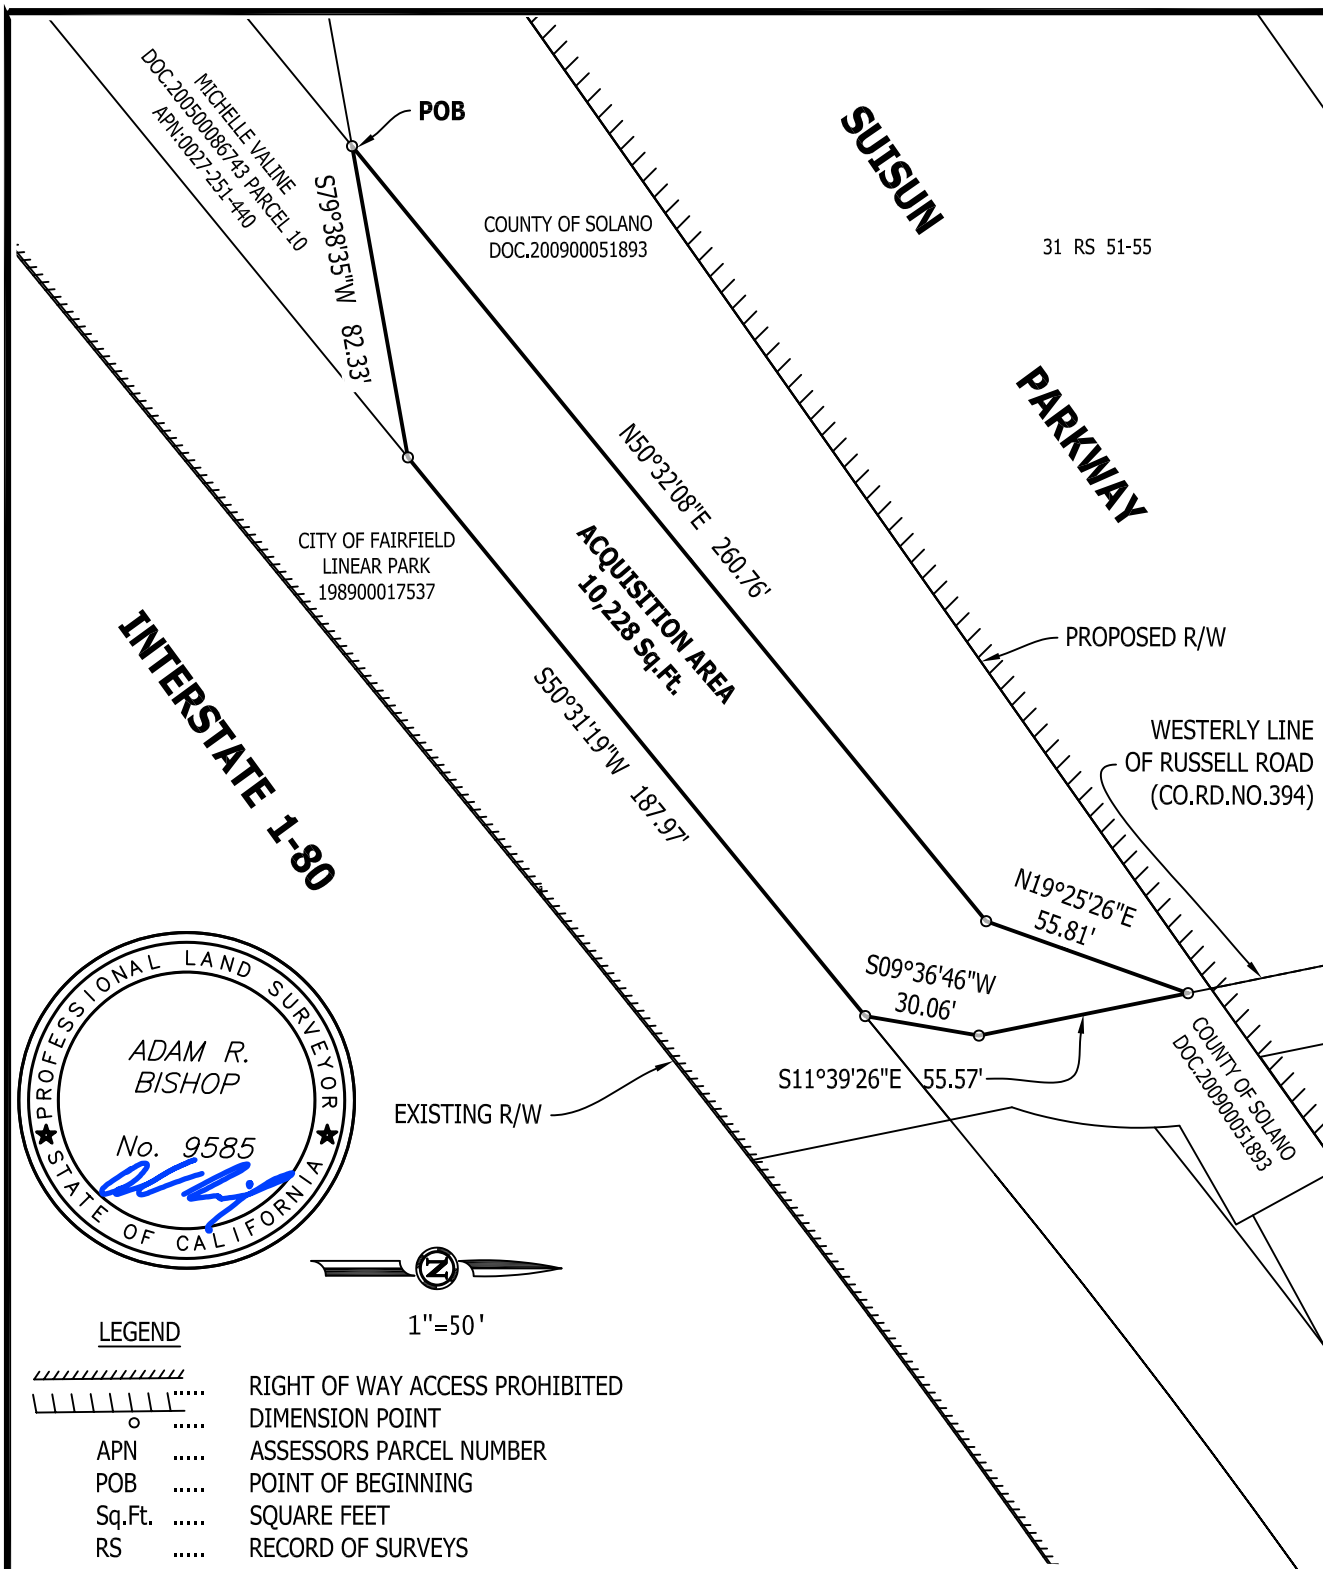 MICHELLE VALINE
DOC.200500086743 PARCEL 10
APN:0027-251-440
POB
S79°38'35"W 82.33'
COUNTY OF SOLANO
DOC.200900051893
SUISUN
PARKWAY
31 RS 51-55
N50°32'08"E 260.76'
ACQUISITION AREA
10,228 Sq.Ft.
CITY OF FAIRFIELD
LINEAR PARK
198900017537
S50°31'19"W 187.97'
INTERSTATE 1-80
PROPOSED R/W
WESTERLY LINE
OF RUSSELL ROAD
(CO.RD.NO.394)
N19°25'26"E
55.81'
S09°36'46"W
30.06'
S11°39'26"E 55.57'
COUNTY OF SOLANO
DOC.200900051893
EXISTING R/W
PROFESSIONAL LAND SURVEYOR
ADAM R.
BISHOP
No. 9585
STATE OF CALIFORNIA
N
1"=50'
LEGEND
..... RIGHT OF WAY ACCESS PROHIBITED
..... DIMENSION POINT
APN ..... ASSESSORS PARCEL NUMBER
POB ..... POINT OF BEGINNING
Sq.Ft. ..... SQUARE FEET
RS ..... RECORD OF SURVEYS